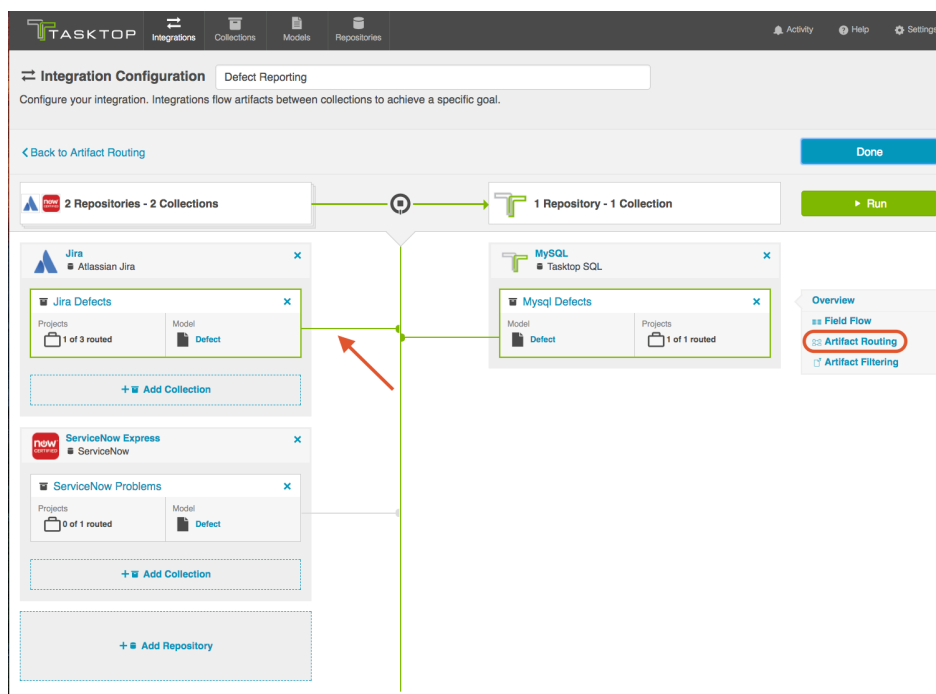 TASKTOP
Integrations
Collections
Models
Repositories
Activity
Help
Settings
Integration Configuration
Defect Reporting
Configure your integration. Integrations flow artifacts between collections to achieve a specific goal.
Back to Artifact Routing
Done
now
2 Repositories - 2 Collections
1 Repository - 1 Collection
Run
Jira
Atlassian Jira
Jira Defects
Projects
1 of 3 routed
Model
Defect
Add Collection
MySQL
Tasktop SQL
Mysql Defects
Model
Defect
Projects
1 of 1 routed
Overview
Field Flow
Artifact Routing
Artifact Filtering
now
CERTIFIED
ServiceNow Express
ServiceNow
ServiceNow Problems
Projects
0 of 1 routed
Model
Defect
Add Collection
Add Repository